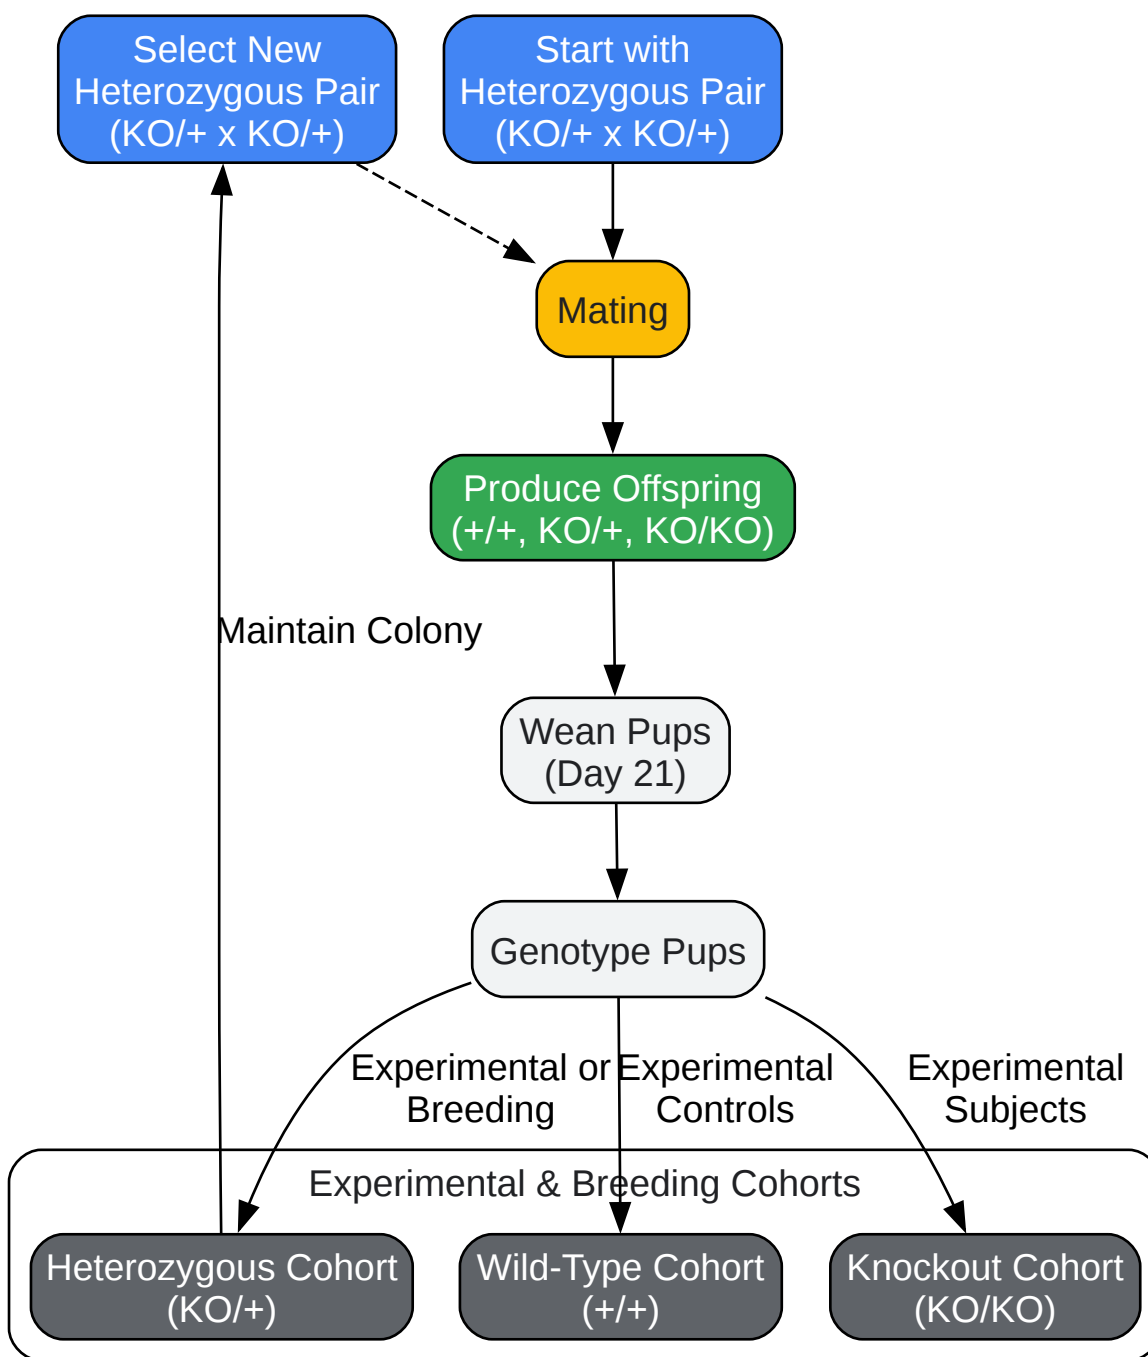 Select New
Heterozygous Pair
(KO/+ x KO/+)
Start with
Heterozygous Pair
(KO/+ x KO/+)
Mating
Produce Offspring
(+/+, KO/+, KO/KO)
Maintain Colony
Wean Pups
(Day 21)
Genotype Pups
Experimental or
Breeding
Experimental
Controls
Experimental
Subjects
Experimental & Breeding Cohorts
Heterozygous Cohort
(KO/+)
Wild-Type Cohort
(+/+)
Knockout Cohort
(KO/KO)